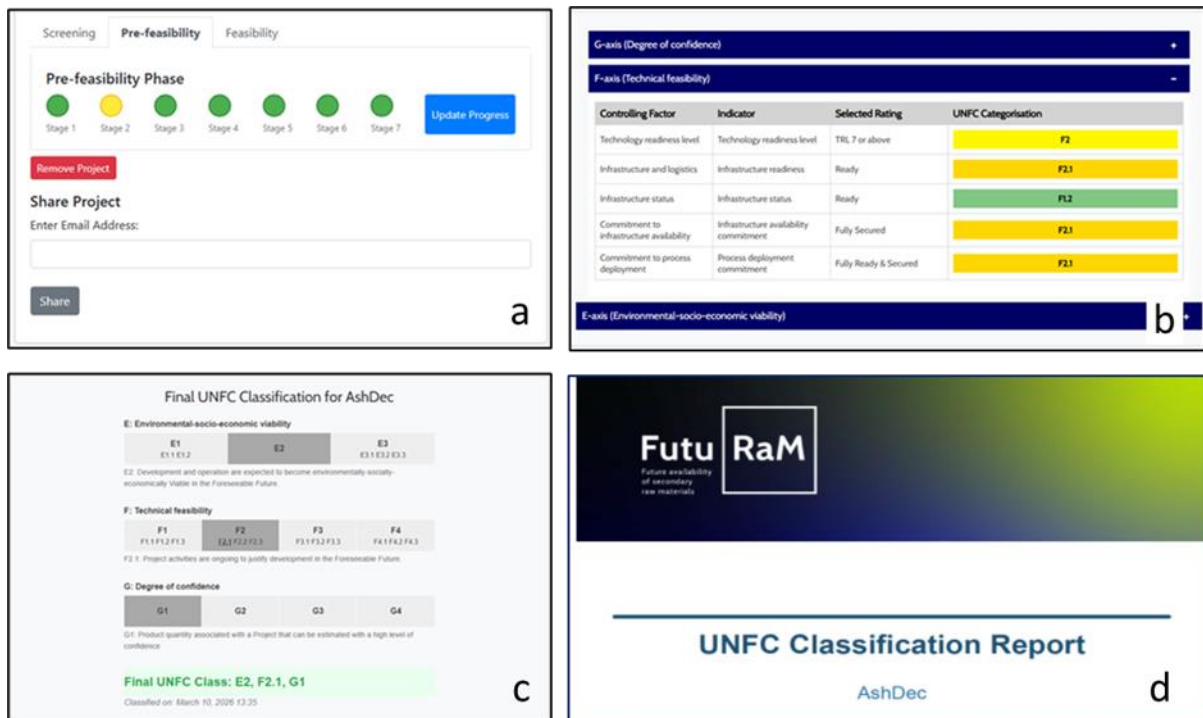 Screening Pre-feasibility Feasibility
Pre-feasibility Phase
Stage 1 Stage 2 Stage 3 Stage 4 Stage 5 Stage 6 Stage 7
Update Progress
Remove Project
Share Project
Enter Email Address:
Share
a
G-axis (Degree of confidence) +
F-axis (Technical feasibility) −
Controlling Factor Indicator Selected Rating UNFC Categorisation
Technology readiness level Technology readiness level TRL 7 or above F2
Infrastructure and logistics Infrastructure readiness Ready F2.1
Infrastructure status Infrastructure status Ready F1.2
Commitment to infrastructure availability Infrastructure availability commitment Fully Secured F2.1
Commitment to process deployment Process deployment commitment Fully Ready & Secured F2.1
E-axis (Environmental-socio-economic viability) +
b
Final UNFC Classification for AshDec
E: Environmental-socio-economic viability
E1 E2 E3
E1.1 E1.2 E3.1 E3.2 E3.3
E2: Development and operation are expected to become environmentally-socially-
economically Viable in the Foreseeable Future.
F: Technical feasibility
F1 F2 F3 F4
F1.1 F1.2 F1.3 F2.1 F2.2 F2.3 F3.1 F3.2 F3.3 F4.1 F4.2 F4.3
F2.1: Project activities are ongoing to justify development in the Foreseeable Future.
G: Degree of confidence
G1 G2 G3 G4
G1: Product quantity associated with a Project that can be estimated with a high level of
confidence
Final UNFC Class: E2, F2.1, G1
Classified on: March 10, 2026 13:35
c
Futu RaM
Future availability
of secondary
raw materials
UNFC Classification Report
AshDec
d